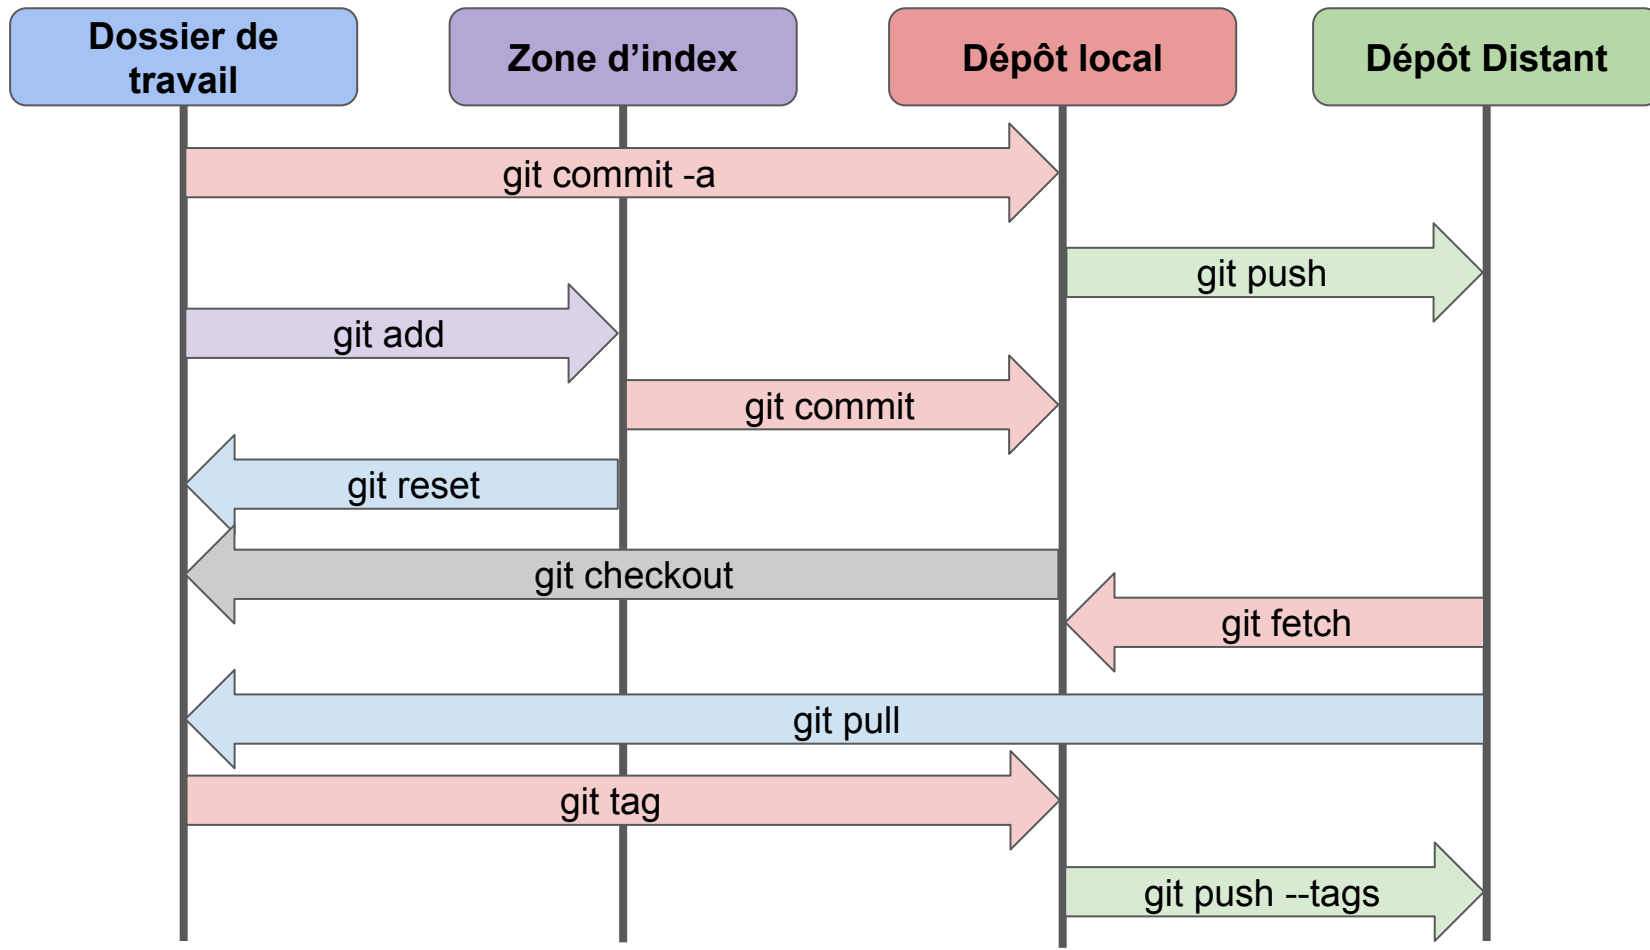 Dossier de
travail
Zone d’index
Dépôt local
Dépôt Distant
git commit -a
git push
git add
git commit
git reset
git checkout
git fetch
git pull
git tag
git push --tags